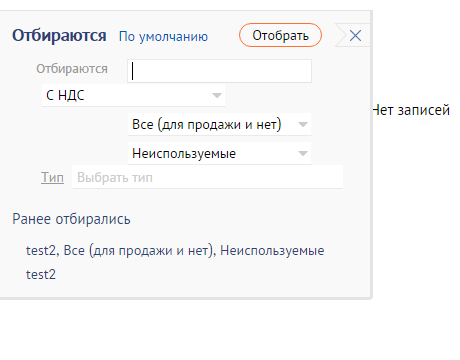 Отбираются По умолчанию Отобрать
Отбираются
С НДС
Нет записей
Все (для продажи и нет)
Неиспользуемые
Тип Выбрать тип
Ранее отбирались
test2, Все (для продажи и нет), Неиспользуемые
test2